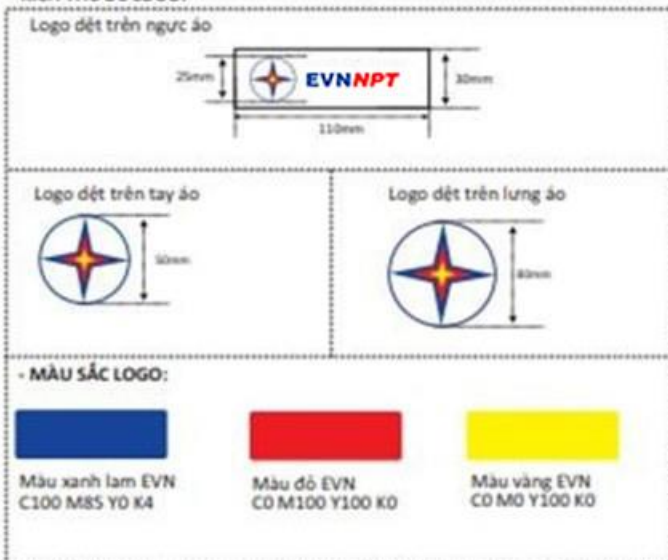 Logo dệt trên ngực áo
25mm
EVNNPT
30mm
110mm
Logo dệt trên tay áo
Logo dệt trên lưng áo
50mm
80mm
- MÀU SẮC LOGO:
Màu xanh lam EVN
C100 M85 Y0 K4
Màu đỏ EVN
C0 M100 Y100 K0
Màu vàng EVN
C0 M0 Y100 K0